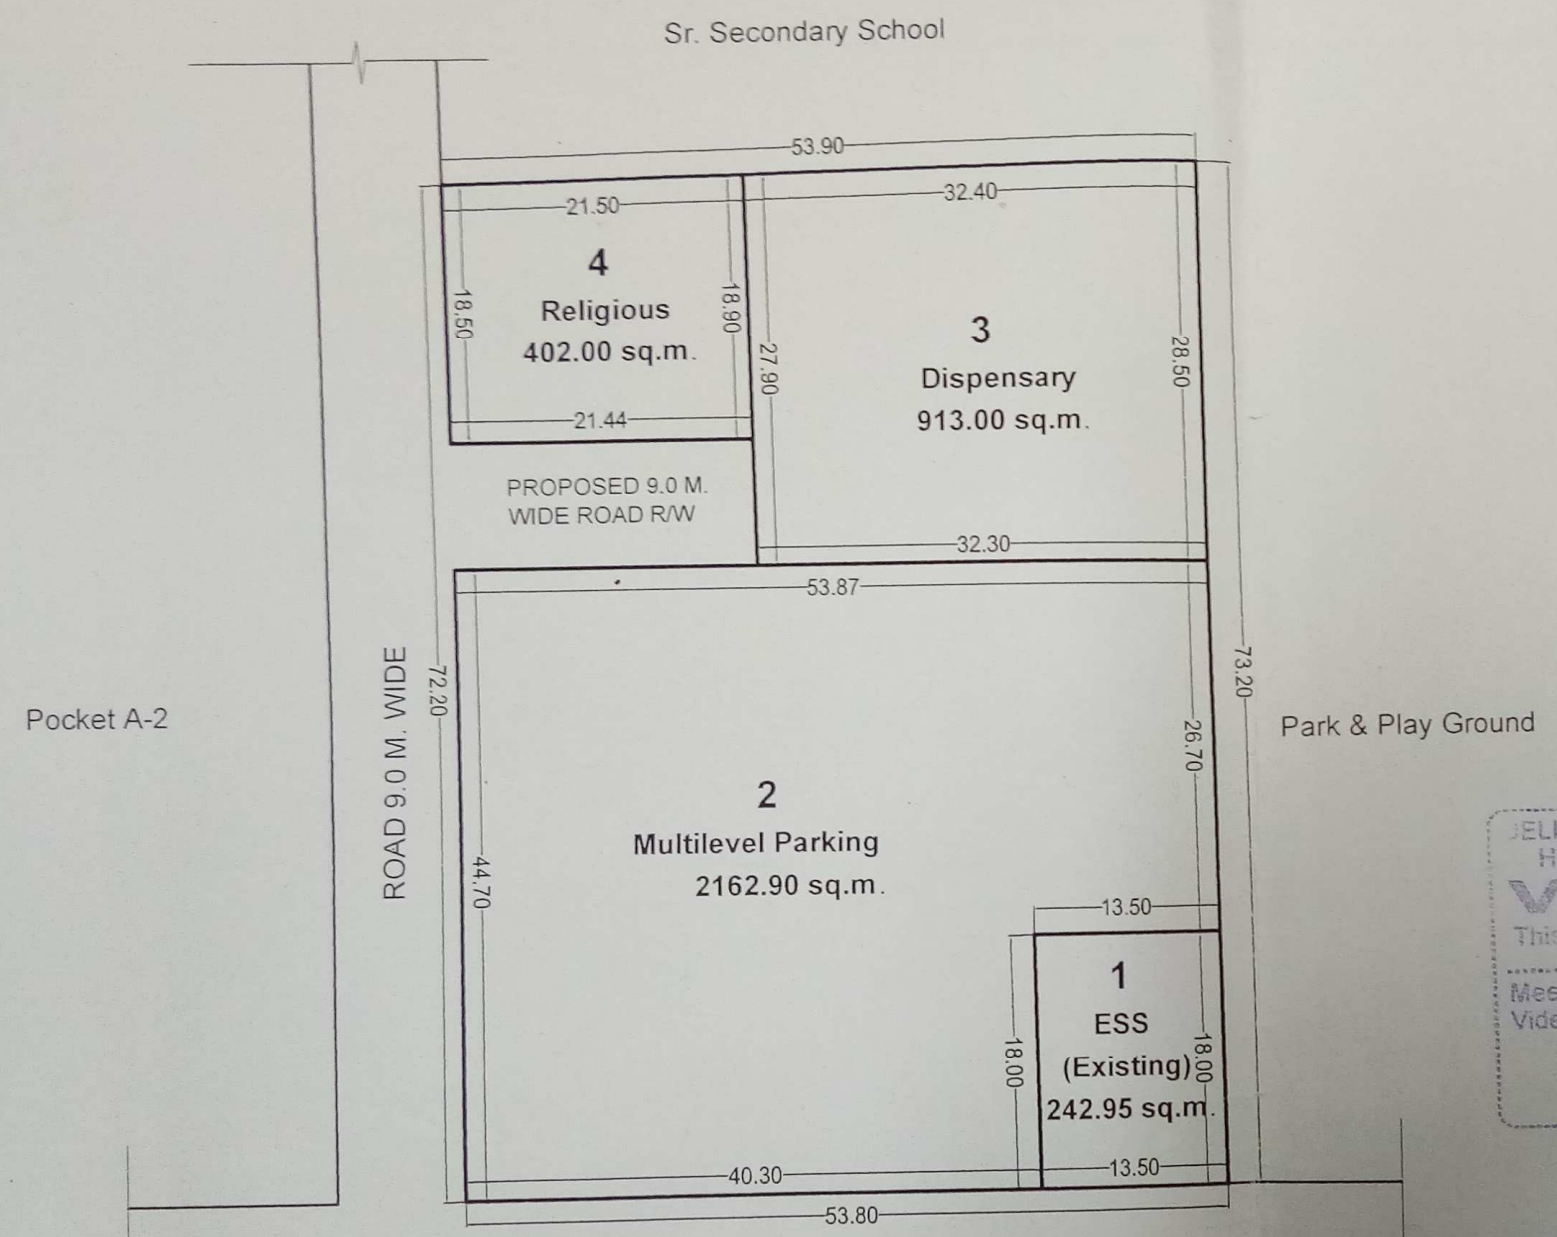 Sr. Secondary School
53.90
21.50
32.40
4
Religious
402.00 sq.m.
18.50
18.90
21.44
3
Dispensary
913.00 sq.m.
27.90
28.50
32.30
PROPOSED 9.0 M.
WIDE ROAD R/W
53.87
72.20
73.20
ROAD 9.0 M. WIDE
Pocket A-2
Park & Play Ground
2
Multilevel Parking
2162.90 sq.m.
44.70
26.70
13.50
1
ESS
(Existing)
242.95 sq.m.
18.00
18.00
40.30
13.50
53.80